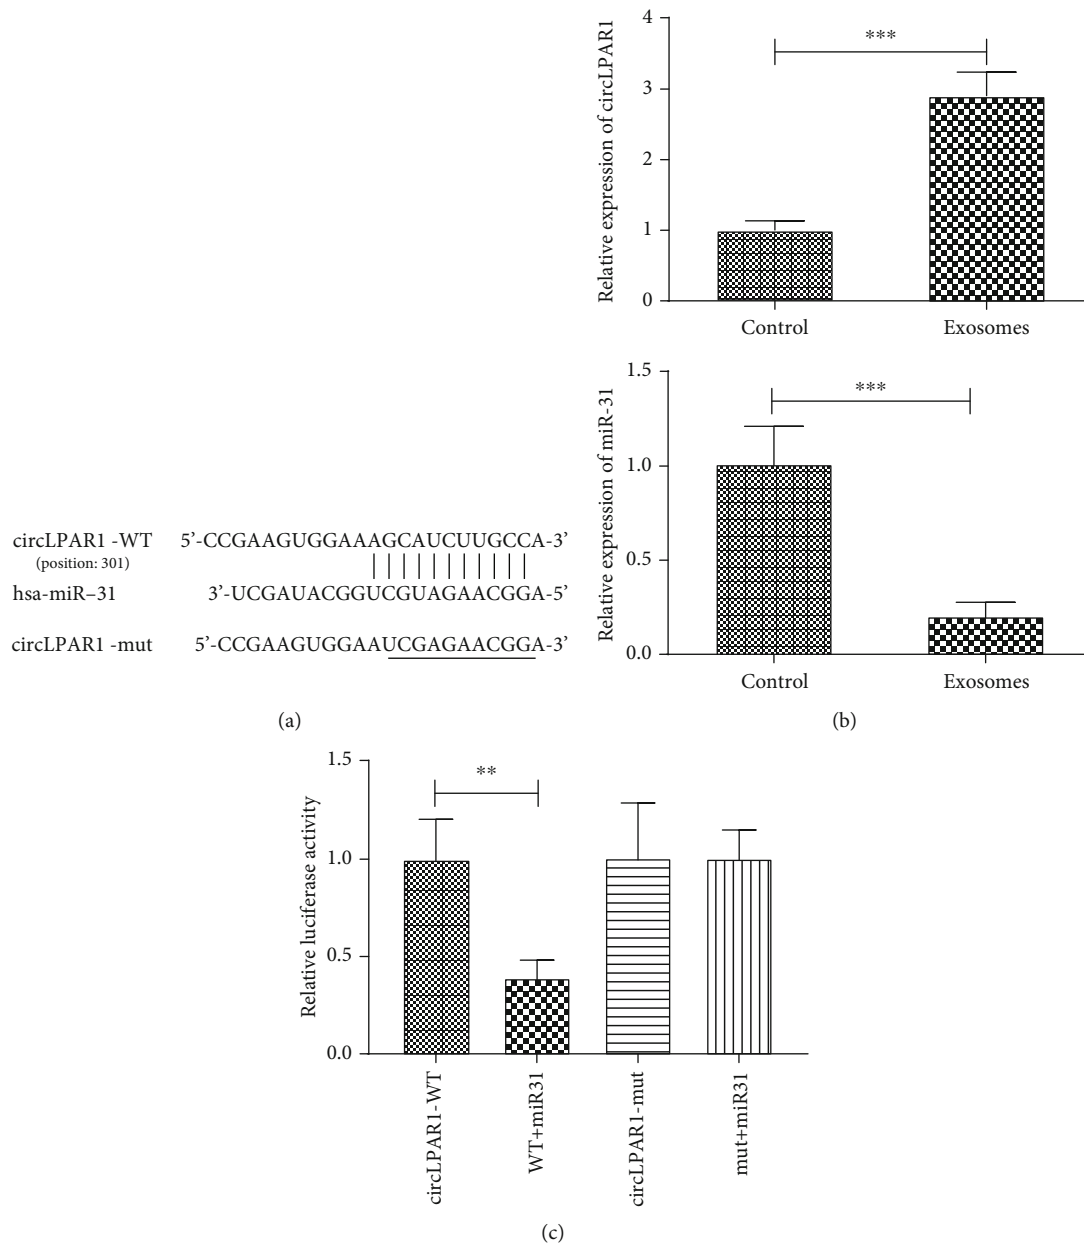 circLPAR1 -WT 5’-CCGAAGUGGAAAGCAUCUUGCCA-3’
(position: 301)
hsa-miR–31 3’-UCGAUACGGUCGUAGAACGGA-5’
circLPAR1 -mut 5’-CCGAAGUGGAAUCGAGAACGGA-3’
(a)
Relative expression of circLPAR1
4
3
2
1
0
***
Control Exosomes
Relative expression of miR-31
1.5
1.0
0.5
0.0
***
Control Exosomes
(b)
Relative luciferase activity
1.5
1.0
0.5
0.0
**
circLPAR1-WT
WT+miR31
circLPAR1-mut
mut+miR31
(c)